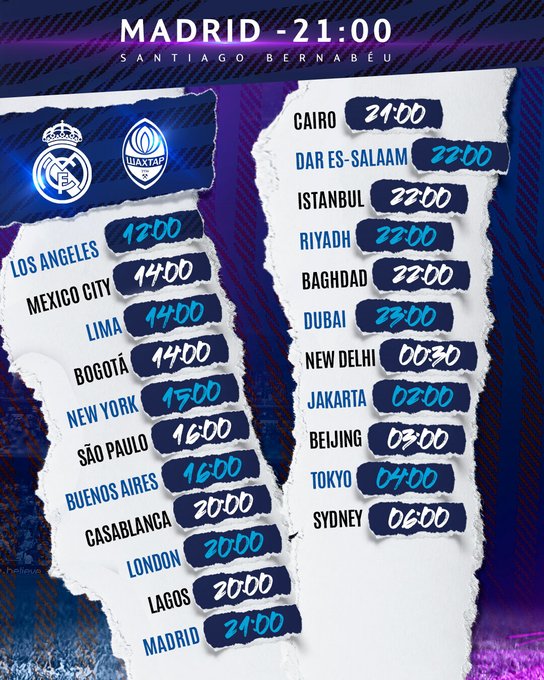 MADRID - 21:00
SANTIAGO BERNABÉU
ШАХТАР
LOS ANGELES 12:00
MEXICO CITY 14:00
LIMA 14:00
BOGOTÁ 14:00
NEW YORK 15:00
SÃO PAULO 16:00
BUENOS AIRES 16:00
CASABLANCA 20:00
LONDON 20:00
LAGOS 20:00
MADRID 21:00
CAIRO 21:00
DAR ES-SALAAM 22:00
ISTANBUL 22:00
RIYADH 22:00
BAGHDAD 22:00
DUBAI 23:00
NEW DELHI 00:30
JAKARTA 02:00
BEIJING 03:00
TOKYO 04:00
SYDNEY 06:00
believe